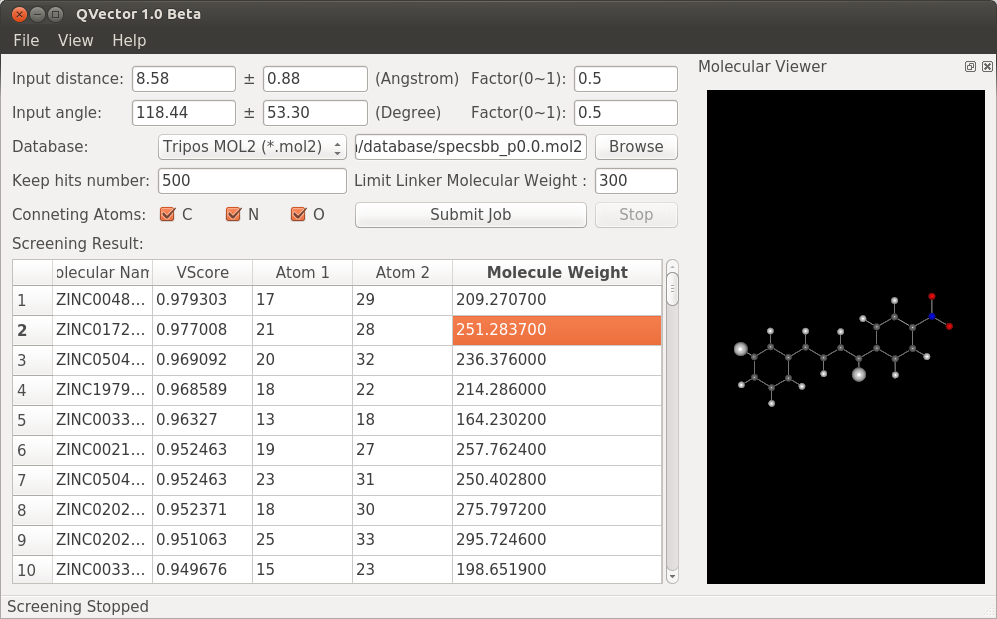 QVector 1.0 Beta
File View Help
Input distance: 8.58 ± 0.88 (Angstrom) Factor(0~1): 0.5
Input angle: 118.44 ± 53.30 (Degree) Factor(0~1): 0.5
Database: Tripos MOL2 (*.mol2) /database/specsbb_p0.0.mol2 Browse
Keep hits number: 500 Limit Linker Molecular Weight : 300
Conneting Atoms: C N O Submit Job Stop
Screening Result:
olecular Nam VScore Atom 1 Atom 2 Molecule Weight
1 ZINC0048... 0.979303 17 29 209.270700
2 ZINC0172... 0.977008 21 28 251.283700
3 ZINC0504... 0.969092 20 32 236.376000
4 ZINC1979... 0.968589 18 22 214.286000
5 ZINC0033... 0.96327 13 18 164.230200
6 ZINC0021... 0.952463 19 27 257.762400
7 ZINC0504... 0.952463 23 31 250.402800
8 ZINC0202... 0.952371 18 30 275.797200
9 ZINC0202... 0.951063 25 33 295.724600
10 ZINC0033... 0.949676 15 23 198.651900
Molecular Viewer
Screening Stopped